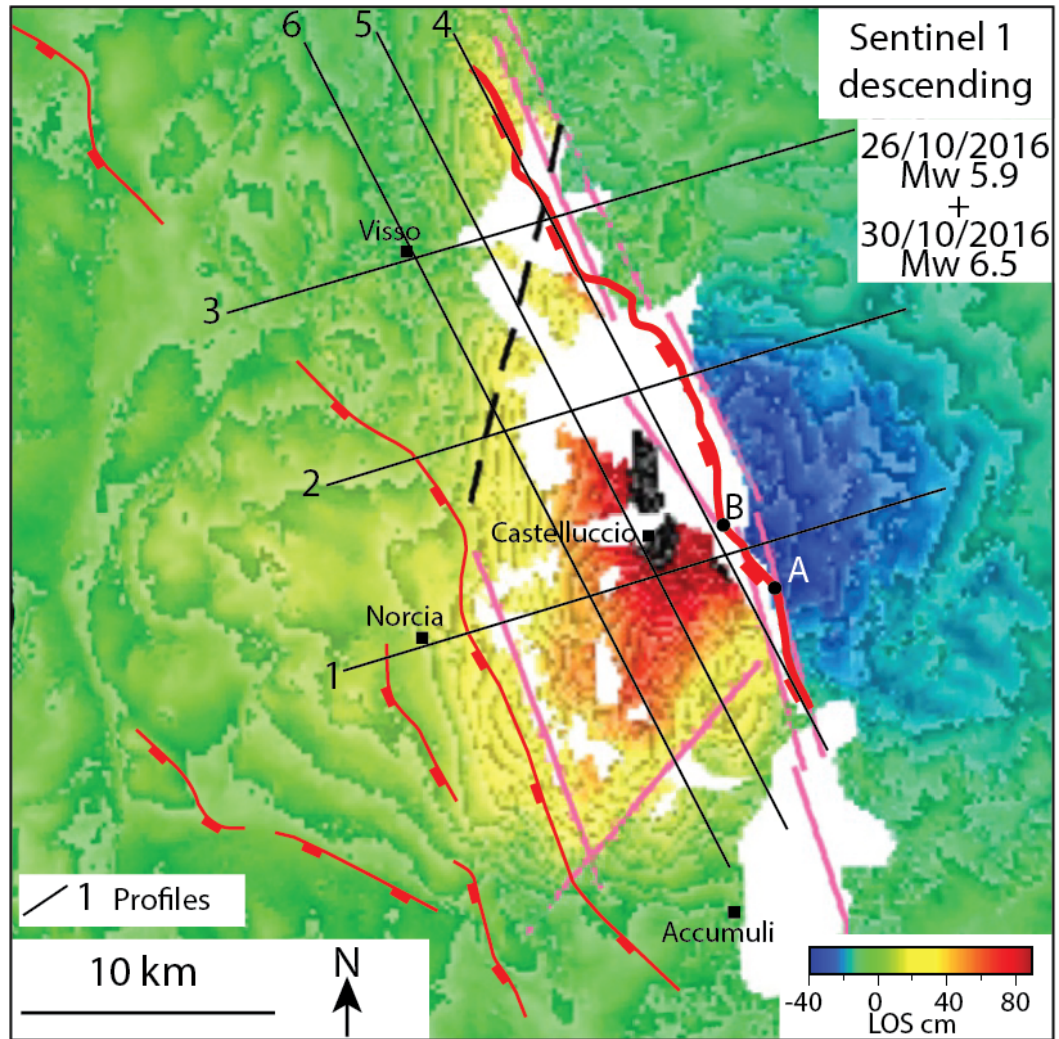 6
5
4
Sentinel 1
descending
26/10/2016
Mw 5.9
+
30/10/2016
Mw 6.5
Visso
3
2
B
Castelluccio
A
Norcia
1
1 Profiles
Accumuli
10 km
N
-40 0 40 80
LOS cm